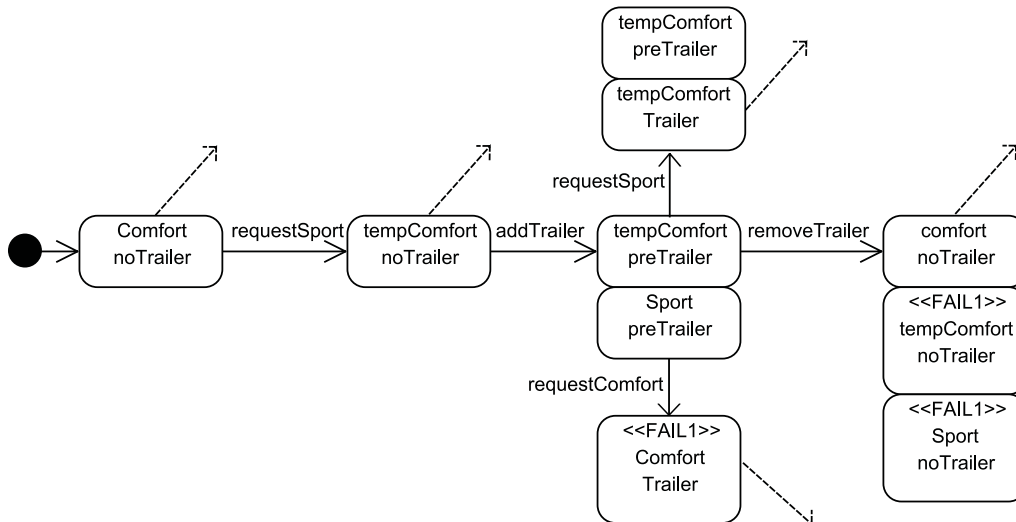 tempComfort
preTrailer
tempComfort
Trailer
requestSport
Comfort
noTrailer
requestSport
tempComfort
noTrailer
addTrailer
tempComfort
preTrailer
removeTrailer
comfort
noTrailer
Sport
preTrailer
<<FAIL1>>
tempComfort
noTrailer
requestComfort
<<FAIL1>>
Comfort
Trailer
<<FAIL1>>
Sport
noTrailer